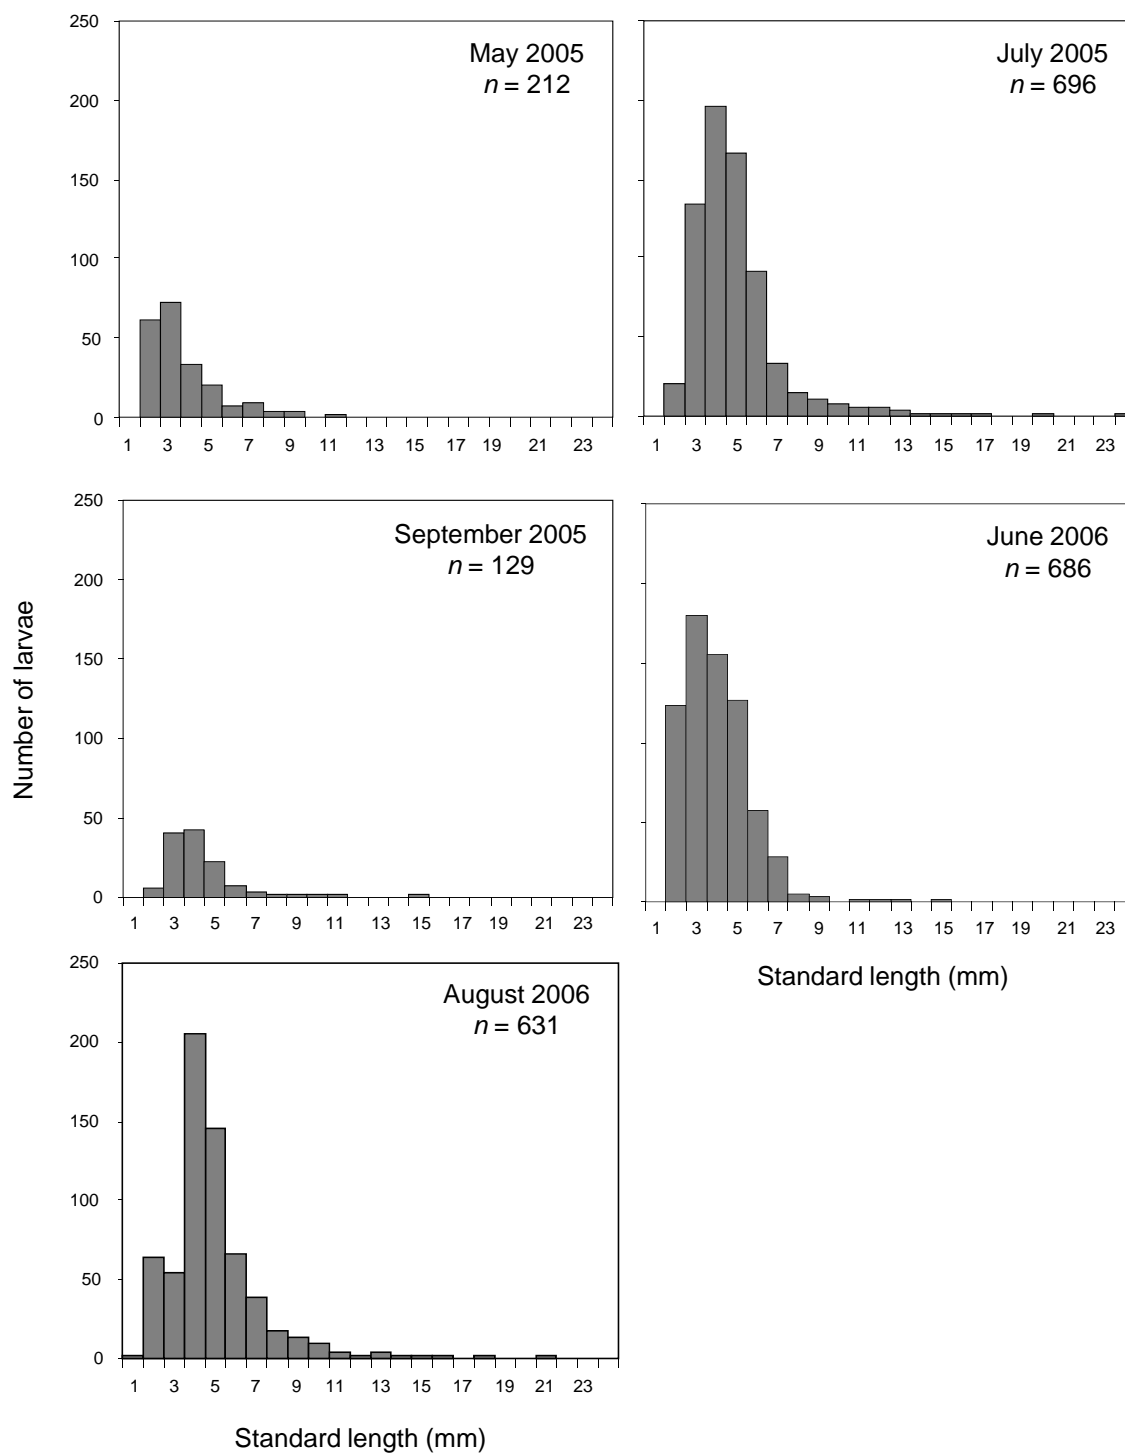 250
200
150
100
50
0
May 2005
n = 212
1 3 5 7 9 11 13 15 17 19 21 23
July 2005
n = 696
1 3 5 7 9 11 13 15 17 19 21 23
Number of larvae
250
200
150
100
50
0
September 2005
n = 129
1 3 5 7 9 11 13 15 17 19 21 23
June 2006
n = 686
1 3 5 7 9 11 13 15 17 19 21 23
Standard length (mm)
250
200
150
100
50
0
August 2006
n = 631
1 3 5 7 9 11 13 15 17 19 21 23
Standard length (mm)